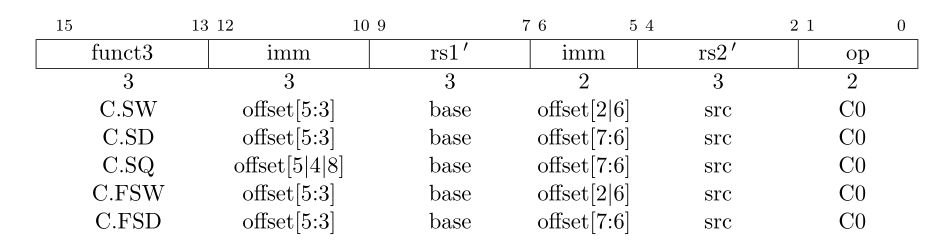 15 13 12 10 9 7 6 5 4 2 1 0
funct3 imm rs1′ imm rs2′ op
3 3 3 2 3 2
C.SW offset[5:3] base offset[2|6] src C0
C.SD offset[5:3] base offset[7:6] src C0
C.SQ offset[5|4|8] base offset[7:6] src C0
C.FSW offset[5:3] base offset[2|6] src C0
C.FSD offset[5:3] base offset[7:6] src C0